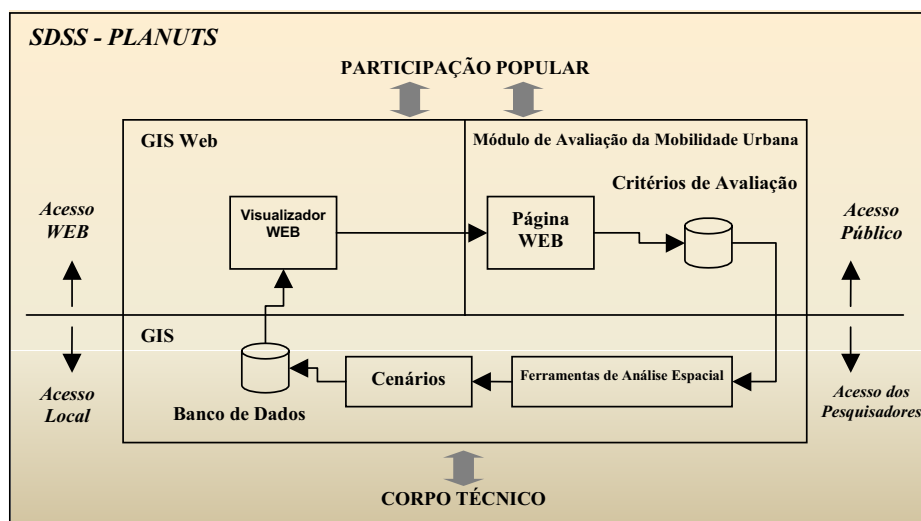 SDSS - PLANUTS
PARTICIPAÇÃO POPULAR
GIS Web
Módulo de Avaliação da Mobilidade Urbana
Critérios de Avaliação
Acesso
WEB
Visualizador
WEB
Página
WEB
Acesso
Público
GIS
Acesso
Local
Banco de Dados
Cenários
Ferramentas de Análise Espacial
Acesso dos
Pesquisadores
CORPO TÉCNICO